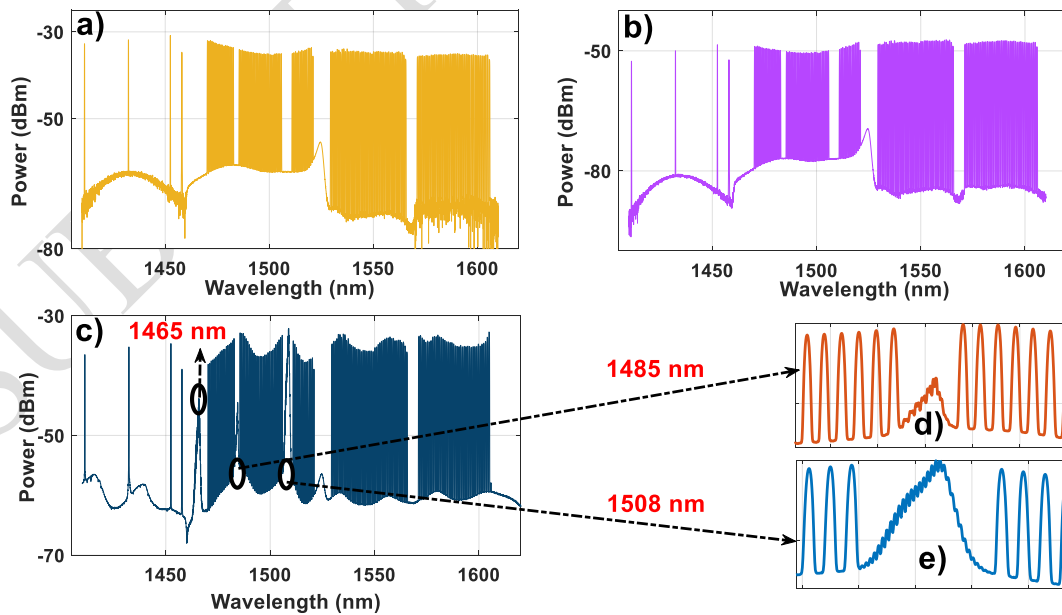 a)
-30
-50
-80
Power (dBm)
1450 1500 1550 1600
Wavelength (nm)
b)
-50
-80
Power (dBm)
1450 1500 1550 1600
Wavelength (nm)
c)
-30
-50
-70
Power (dBm)
1465 nm
1450 1500 1550 1600
Wavelength (nm)
1485 nm
d)
1508 nm
e)